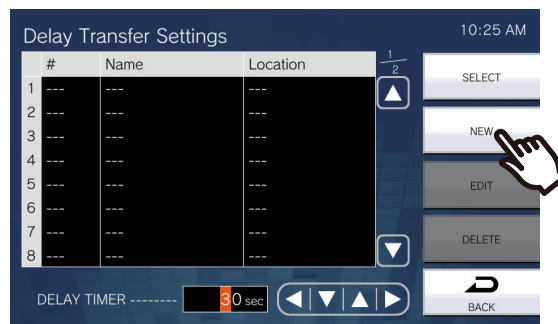 Delay Transfer Settings
10:25 AM
# Name Location
1/2
1 --- --- ---
2 --- --- ---
3 --- --- ---
4 --- --- ---
5 --- --- ---
6 --- --- ---
7 --- --- ---
8 --- --- ---
DELAY TIMER -------- 30 sec
SELECT
NEW
EDIT
DELETE
BACK